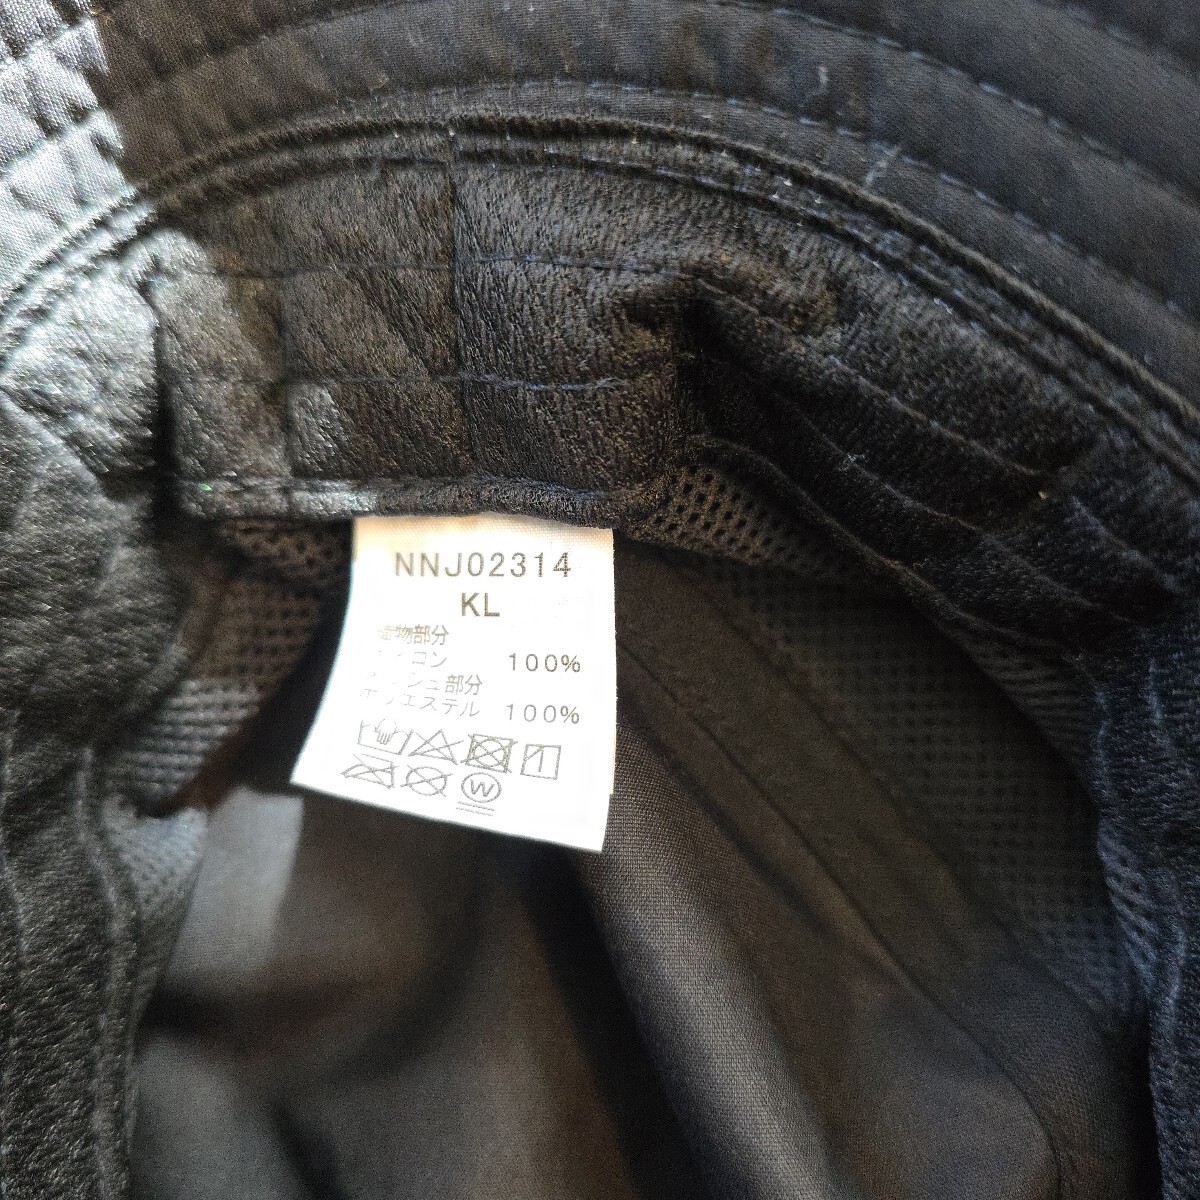 NNJ02314
KL
織物部分
ナイロン 100%
メッシュ部分
ポリエステル 100%
W